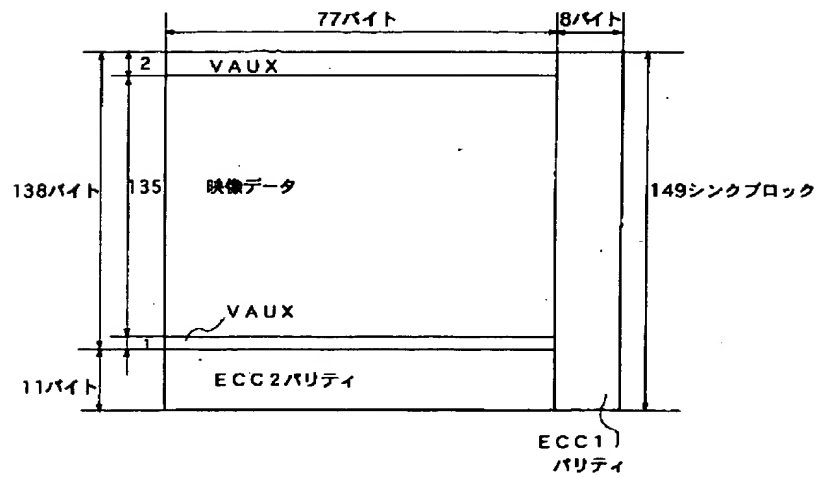 77バイト
8バイト
2
VAUX
138バイト
135
映像データ
149シンクブロック
VAUX
1
11バイト
ECC2パリティ
ECC1
パリティ